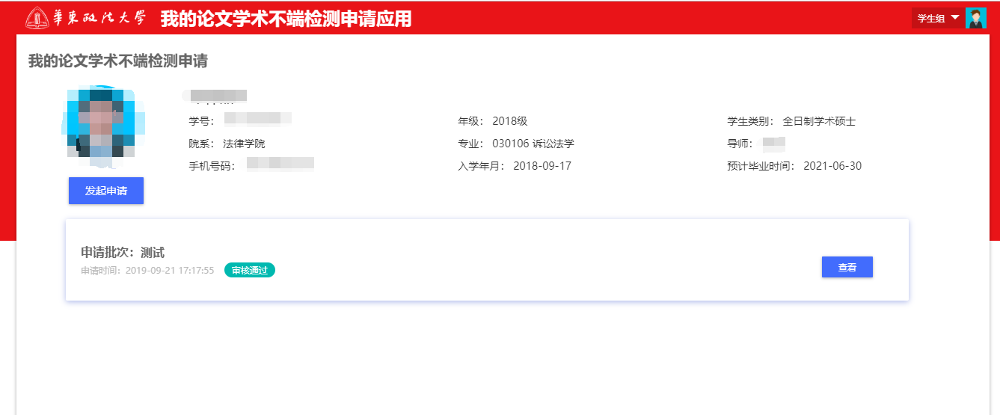 華東政法大學 我的论文学术不端检测申请应用 学生组
我的论文学术不端检测申请
学号： 年级： 2018级 学生类别： 全日制学术硕士
院系： 法律学院 专业： 030106 诉讼法学 导师：
手机号码： 入学年月： 2018-09-17 预计毕业时间： 2021-06-30
发起申请
申请批次：测试
申请时间：2019-09-21 17:17:55 审核通过 查看